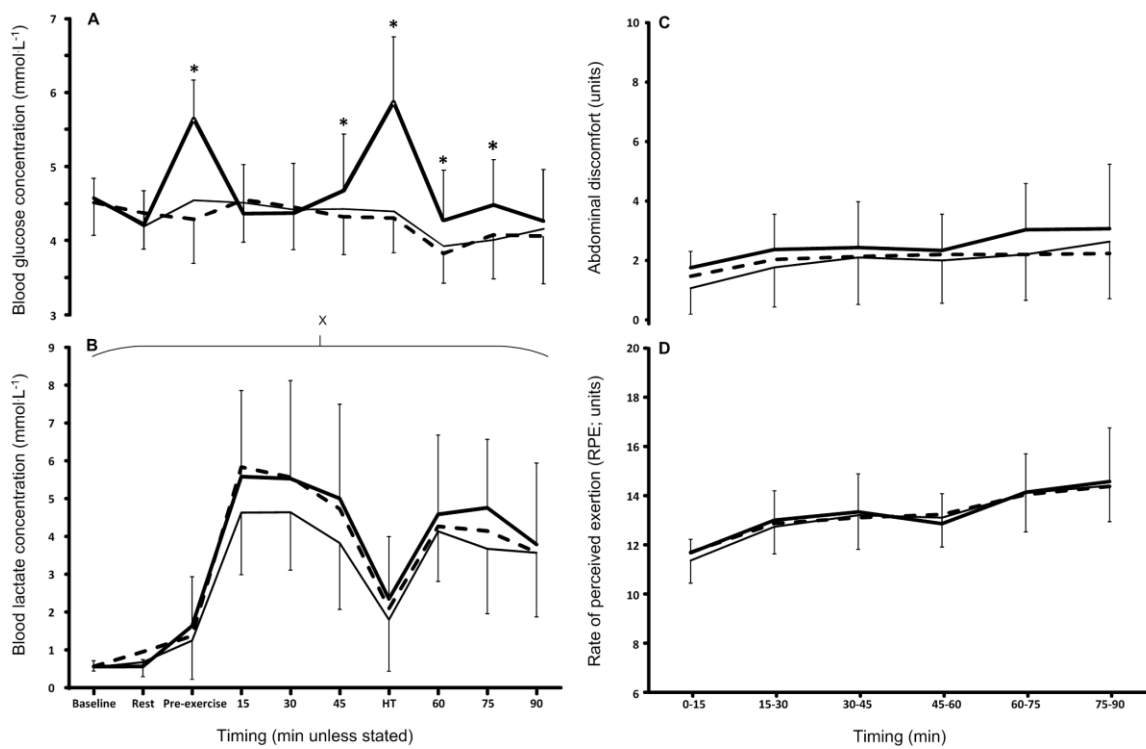 A
Blood glucose concentration (mmol·L⁻¹)
7
6
5
4
3
*
*
*
*
*
X
B
Blood lactate concentration (mmol·L⁻¹)
9
8
7
6
5
4
3
2
1
0
Baseline Rest Pre-exercise 15 30 45 HT 60 75 90
Timing (min unless stated)
C
Abdominal discomfort (units)
10
8
6
4
2
0
D
Rate of perceived exertion (RPE; units)
20
18
16
14
12
10
8
6
0-15 15-30 30-45 45-60 60-75 75-90
Timing (min)